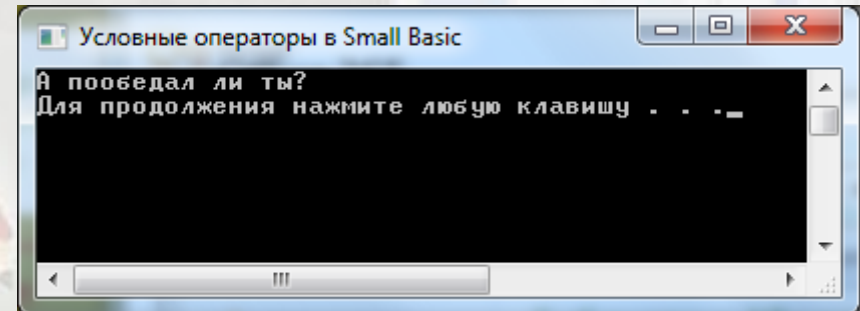 Условные операторы в Small Basic
А пообедал ли ты?
Для продолжения нажмите любую клавишу . . ._